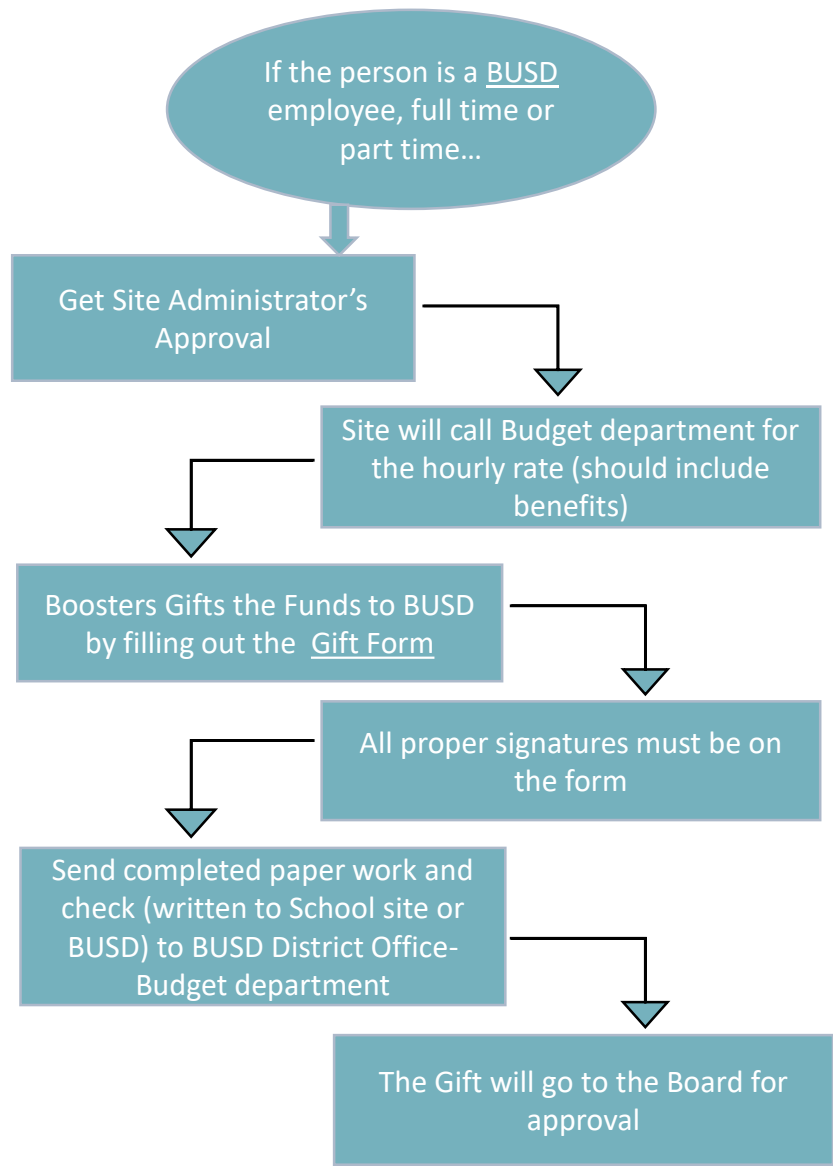 If the person is a BUSD
employee, full time or
part time…
Get Site Administrator’s
Approval
Site will call Budget department for
the hourly rate (should include
benefits)
Boosters Gifts the Funds to BUSD
by filling out the Gift Form
All proper signatures must be on
the form
Send completed paper work and
check (written to School site or
BUSD) to BUSD District Office-
Budget department
The Gift will go to the Board for
approval